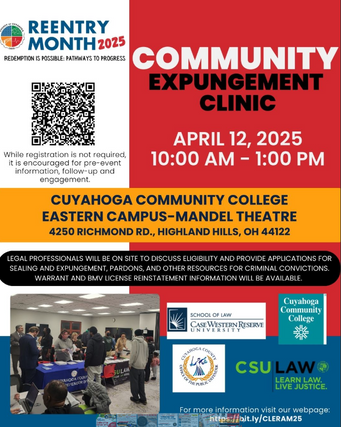 REENTRY
MONTH 2025
REDEMPTION IS POSSIBLE: PATHWAYS TO PROGRESS
While registration is not required,
it is encouraged for pre-event
information, follow-up and
engagement.
COMMUNITY
EXPUNGEMENT
CLINIC
APRIL 12, 2025
10:00 AM - 1:00 PM
CUYAHOGA COMMUNITY COLLEGE
EASTERN CAMPUS-MANDEL THEATRE
4250 RICHMOND RD., HIGHLAND HILLS, OH 44122
LEGAL PROFESSIONALS WILL BE ON SITE TO DISCUSS ELIGIBILITY AND PROVIDE APPLICATIONS FOR
SEALING AND EXPUNGEMENT, PARDONS, AND OTHER RESOURCES FOR CRIMINAL CONVICTIONS.
WARRANT AND BMV LICENSE REINSTATEMENT INFORMATION WILL BE AVAILABLE.
SCHOOL OF LAW
CASE WESTERN RESERVE
UNIVERSITY
Cuyahoga
Community
College
CUYAHOGA COUNTY
OFFICE OF THE PUBLIC DEFENDER
CSU LAW
LEARN LAW.
LIVE JUSTICE.
For more information visit our webpage:
https://bit.ly/CLERAM25